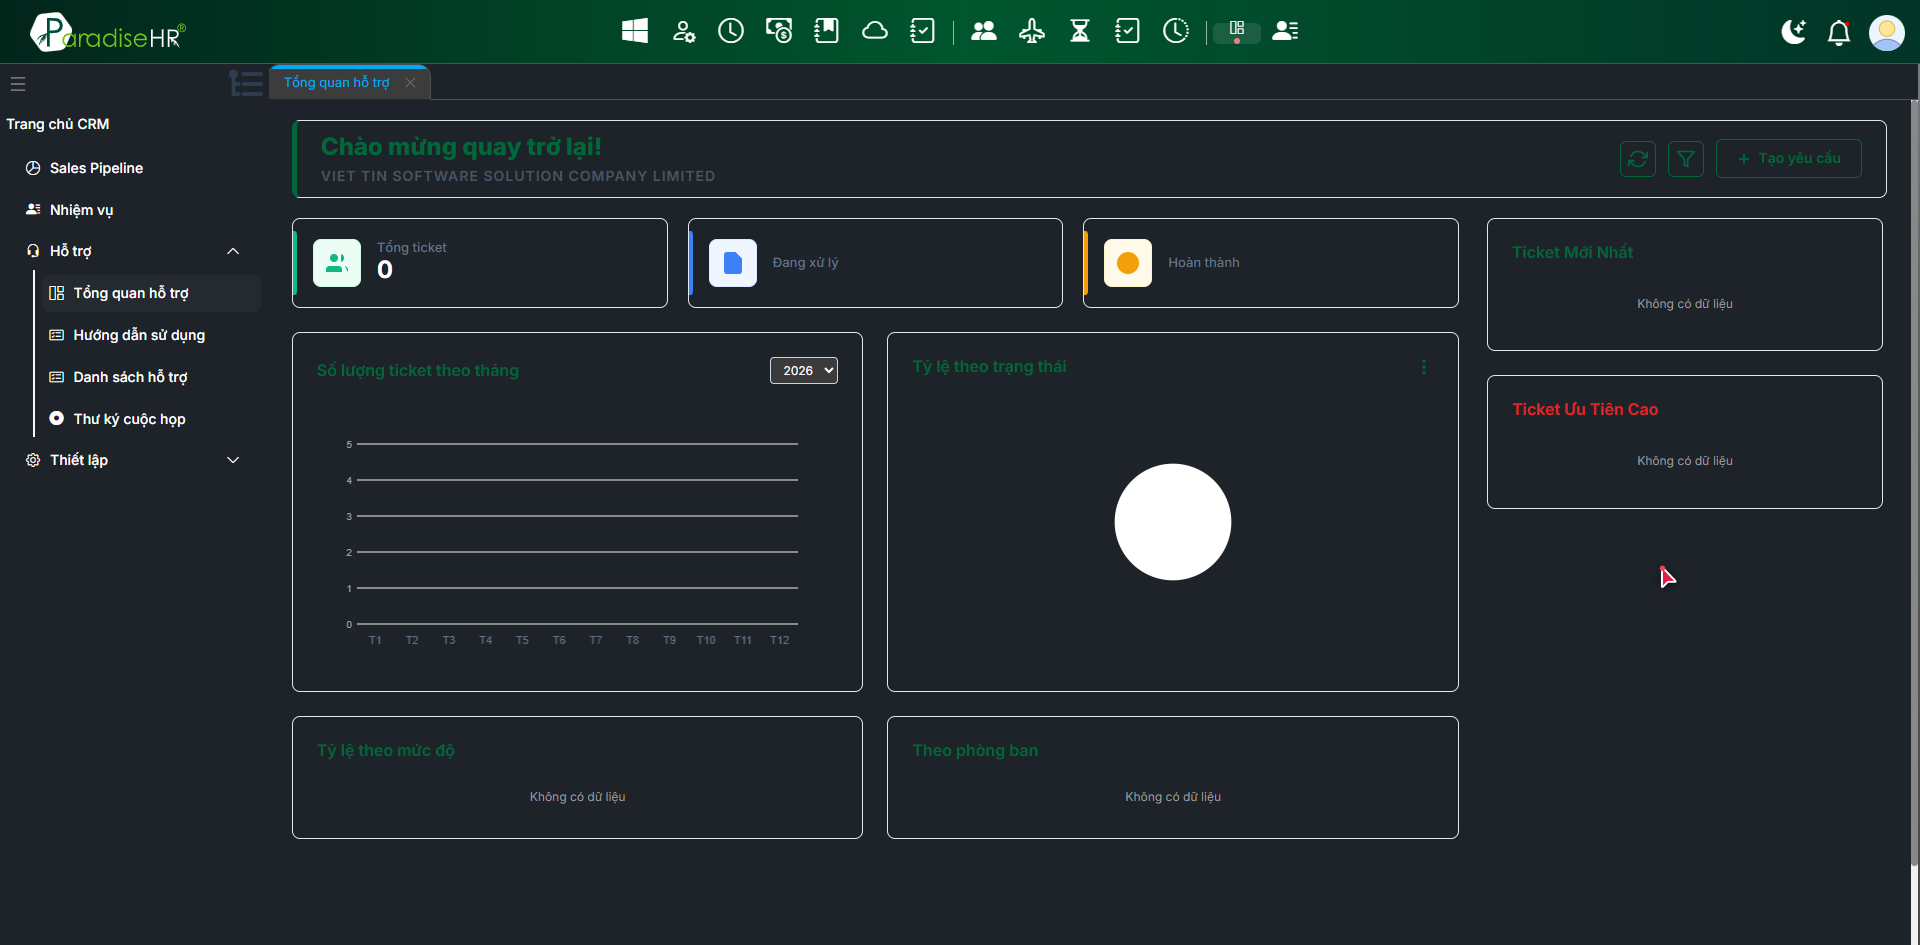 ParadiseHR®
Tổng quan hỗ trợ
Trang chủ CRM
Sales Pipeline
Nhiệm vụ
Hỗ trợ
Tổng quan hỗ trợ
Hướng dẫn sử dụng
Danh sách hỗ trợ
Thư ký cuộc họp
Thiết lập
Chào mừng quay trở lại!
VIET TIN SOFTWARE SOLUTION COMPANY LIMITED
+ Tạo yêu cầu
Tổng ticket
0
Đang xử lý
Hoàn thành
Ticket Mới Nhất
Không có dữ liệu
Ticket Ưu Tiên Cao
Không có dữ liệu
Số lượng ticket theo tháng
2026
5
4
3
2
1
0
T1 T2 T3 T4 T5 T6 T7 T8 T9 T10 T11 T12
Tỷ lệ theo trạng thái
Tỷ lệ theo mức độ
Không có dữ liệu
Theo phòng ban
Không có dữ liệu